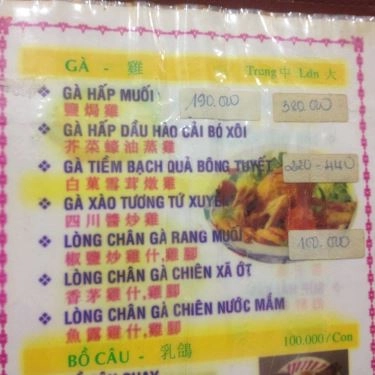 GÀ - 雞 Trung 中 Lớn 大
❖ GÀ HẤP MUỐI 190.000 380.000
鹽焗雞
❖ GÀ HẤP DẦU HÀO CẢI BÓ XÔI
芥菜蠔油蒸雞
❖ GÀ TIỀM BẠCH QUẢ BÔNG TUYẾT 220-440
白菓雪茸燉雞
❖ GÀ XÀO TƯƠNG TỨ XUYÊN
四川醬炒雞
❖ LÒNG CHÂN GÀ RANG MUỐI 100.000
椒鹽炒雞什,雞腳
❖ LÒNG CHÂN GÀ CHIÊN XÃ ỚT
香茅雞什,雞腳
❖ LÒNG CHÂN GÀ CHIÊN NƯỚC MẮM
魚露雞什,雞腳
BỒ CÂU - 乳鴿 100.000/Con